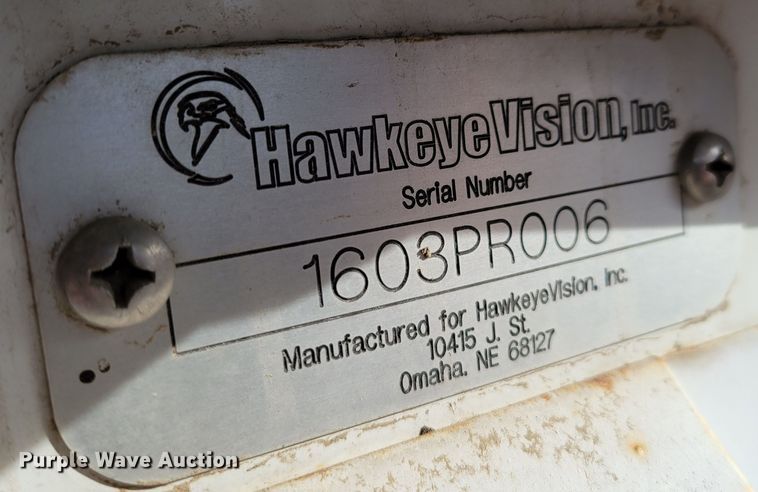 HawkeyeVision, Inc.
Serial Number
1603PR006
Manufactured for HawkeyeVision, Inc.
10415 J. St.
Omaha, NE 68127
Purple Wave Auction